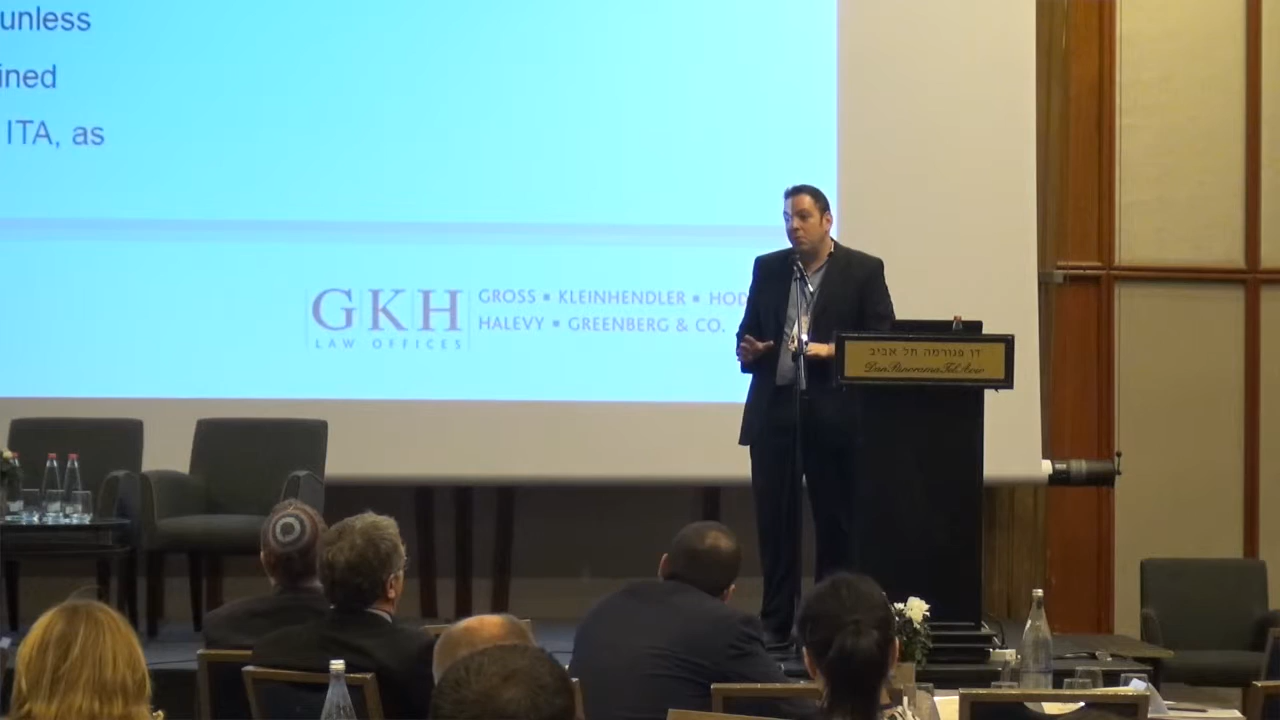 unless
ined
ITA, as
GKH
LAW OFFICES
GROSS ▪ KLEINHENDLER ▪ HOD
HALEVY ▪ GREENBERG & CO.
דן פנורמה תל אביב
Dan Panorama Tel Aviv